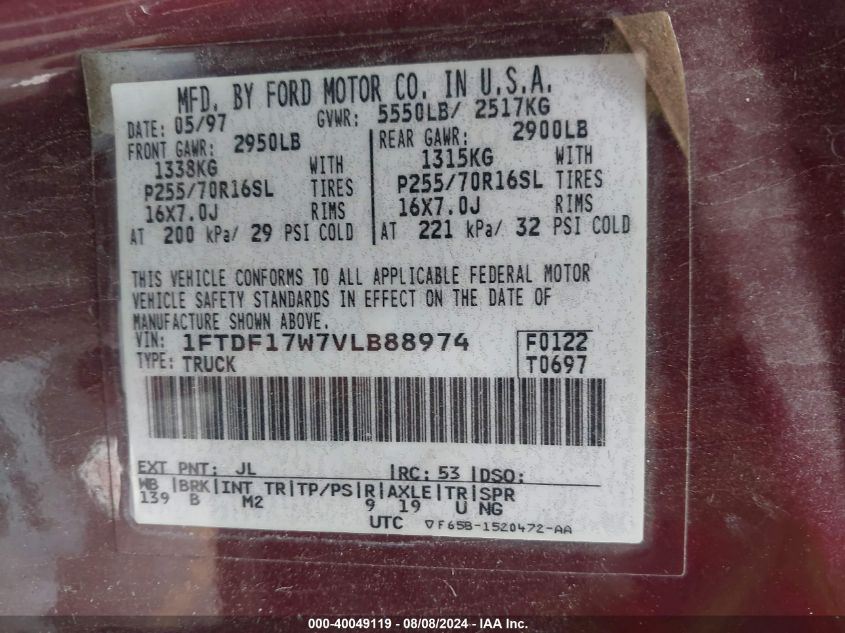 MFD. BY FORD MOTOR CO. IN U.S.A.
DATE: 05/97 GVWR: 5550LB/ 2517KG
FRONT GAWR: 2950LB REAR GAWR: 2900LB
1338KG WITH 1315KG WITH
P255/70R16SL TIRES P255/70R16SL TIRES
16X7.0J RIMS 16X7.0J RIMS
AT 200 kPa/ 29 PSI COLD AT 221 kPa/ 32 PSI COLD
THIS VEHICLE CONFORMS TO ALL APPLICABLE FEDERAL MOTOR
VEHICLE SAFETY STANDARDS IN EFFECT ON THE DATE OF
MANUFACTURE SHOWN ABOVE.
VIN: 1FTDF17W7VLB88974 F0122
TYPE: TRUCK T0697
EXT PNT: JL RC: 53 DSO:
WB BRK INT TR TP/PS R AXLE TR SPR
139 B M2 9 19 U NG
UTC ▽F65B-1520472-AA
000-40049119 - 08/08/2024 - IAA Inc.